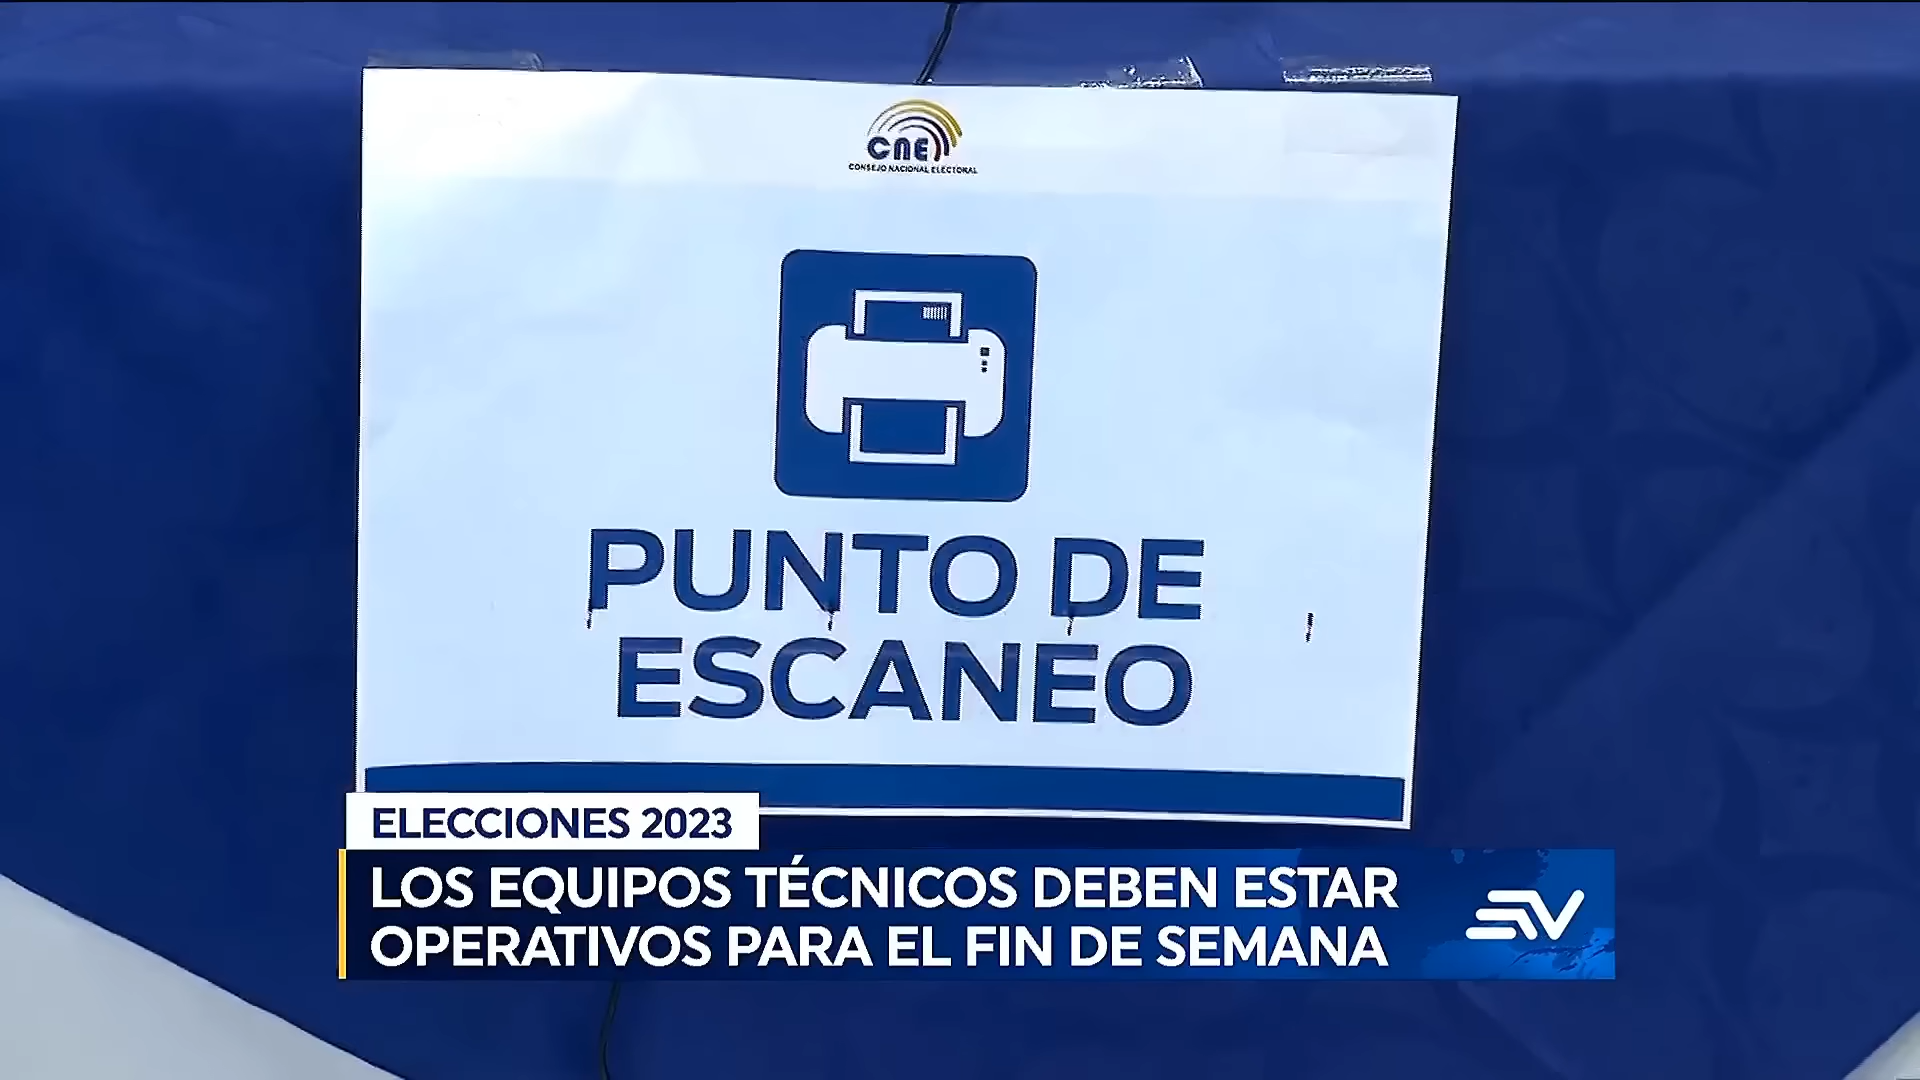 CNE
CONSEJO NACIONAL ELECTORAL
PUNTO DE
ESCANEO
ELECCIONES 2023
LOS EQUIPOS TÉCNICOS DEBEN ESTAR
OPERATIVOS PARA EL FIN DE SEMANA